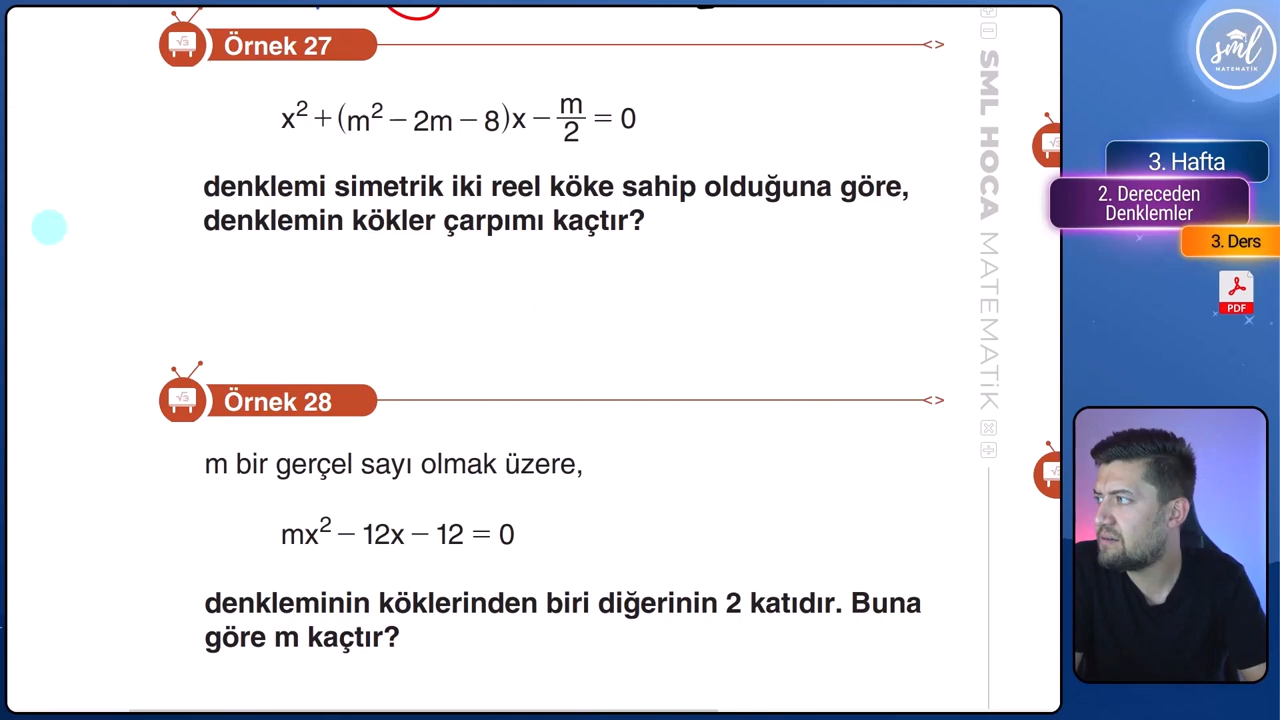 Örnek 27
x² + (m² − 2m − 8)x − m/2 = 0
denklemi simetrik iki reel köke sahip olduğuna göre,
denklemin kökler çarpımı kaçtır?
Örnek 28
m bir gerçel sayı olmak üzere,
mx² − 12x − 12 = 0
denkleminin köklerinden biri diğerinin 2 katıdır. Buna
göre m kaçtır?
SML HOCA MATEMATİK
sml
MATEMATİK
3. Hafta
2. Dereceden
Denklemler
3. Ders
PDF